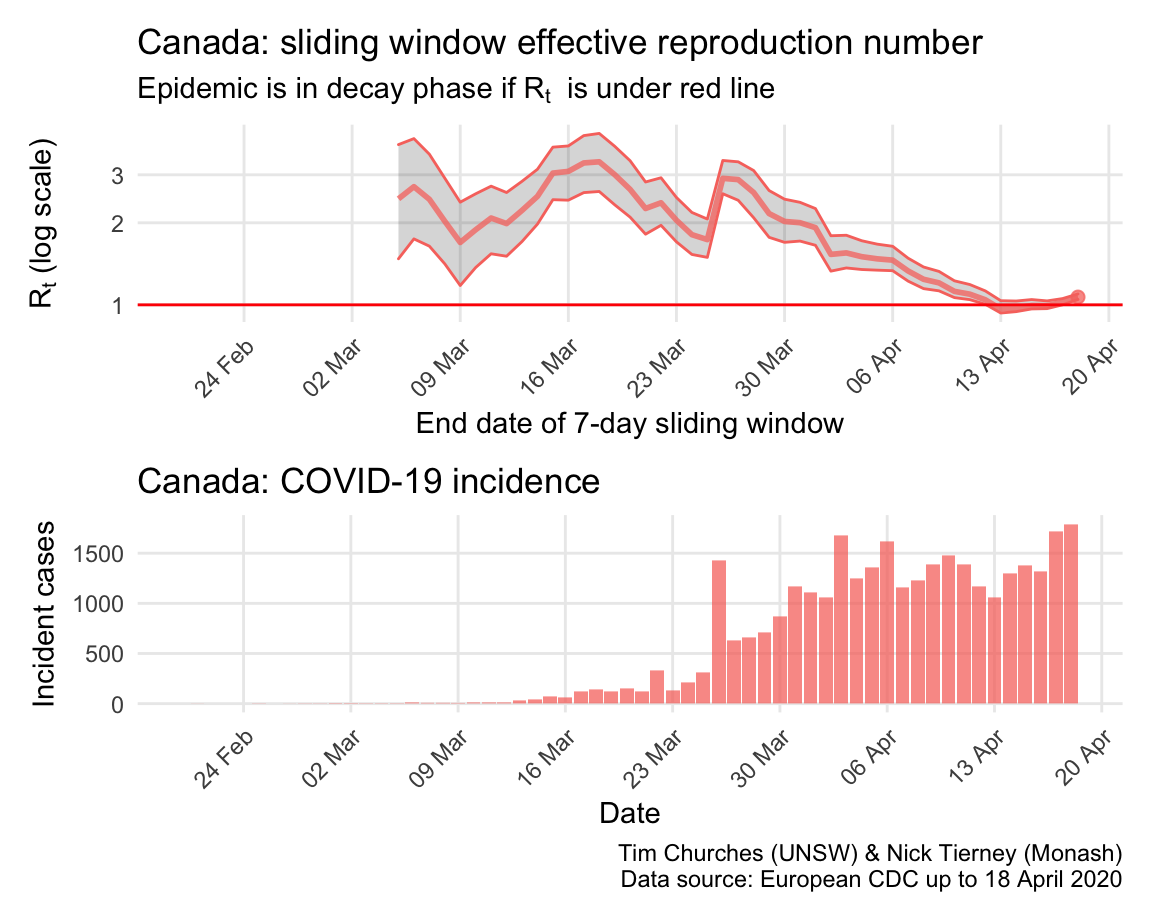 Canada: sliding window effective reproduction number
Epidemic is in decay phase if Rt is under red line
Rt (log scale)
3
2
1
24 Feb
02 Mar
09 Mar
16 Mar
23 Mar
30 Mar
06 Apr
13 Apr
20 Apr
End date of 7-day sliding window
Canada: COVID-19 incidence
Incident cases
1500
1000
500
0
24 Feb
02 Mar
09 Mar
16 Mar
23 Mar
30 Mar
06 Apr
13 Apr
20 Apr
Date
Tim Churches (UNSW) & Nick Tierney (Monash)
Data source: European CDC up to 18 April 2020